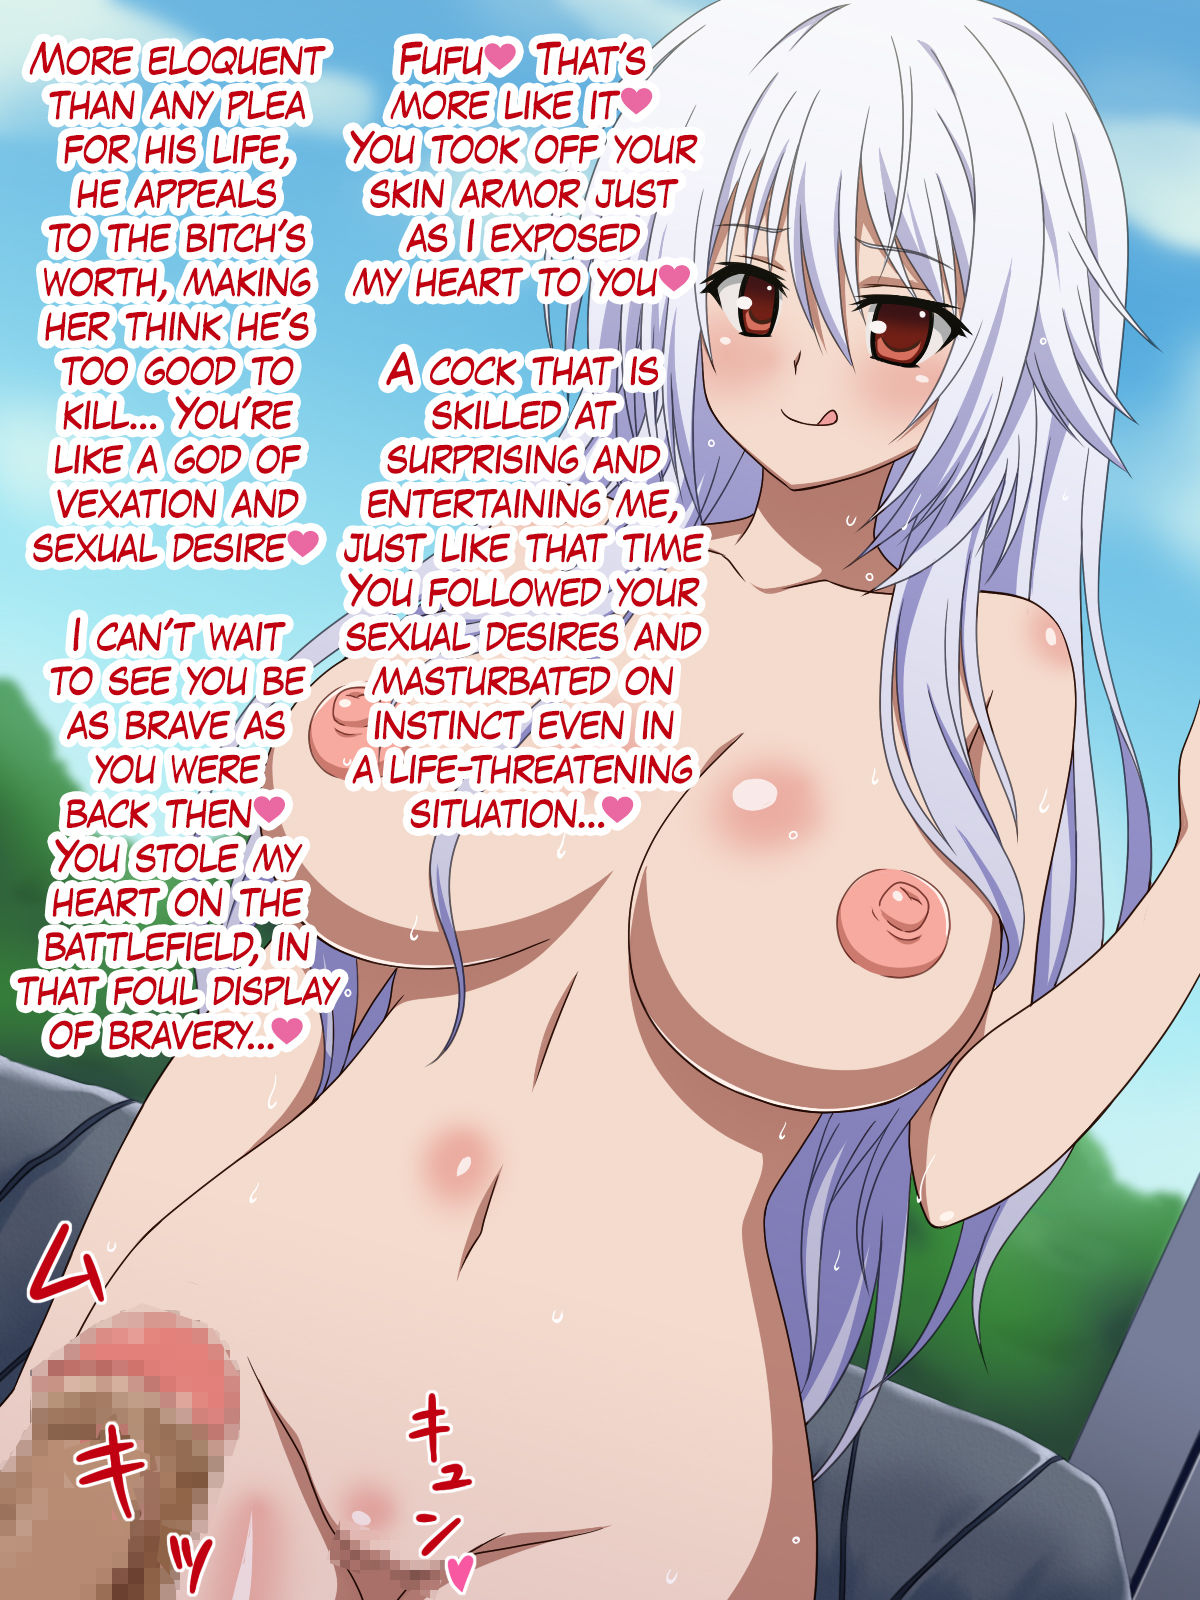 Fufu♥ That's
more like it♥
You took off your
skin armor just
as I exposed
my heart to you♥
A cock that is
skilled at
surprising and
entertaining me,
just like that time
you followed your
sexual desires and
masturbated on
instinct even in
a life-threatening
situation...♥
More eloquent
than any plea
for his life,
he appeals
to the bitch's
worth, making
her think he's
too good to
kill... You're
like a god of
vexation and
sexual desire♥
I can't wait
to see you be
as brave as
you were
back then♥
You stole my
heart on the
battlefield, in
that foul display
of bravery...♥
ムキッ
キュン♥